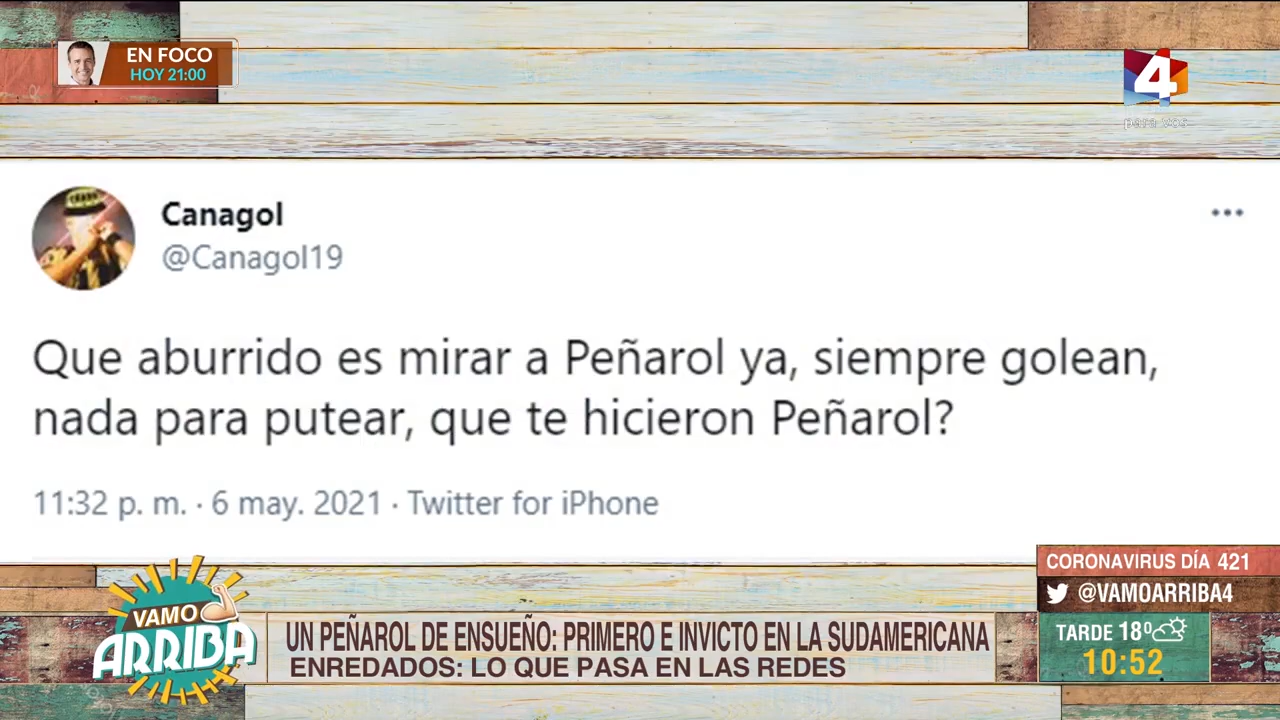 EN FOCO
HOY 21:00
4
para vos
Canagol
@Canagol19
Que aburrido es mirar a Peñarol ya, siempre golean,
nada para putear, que te hicieron Peñarol?
11:32 p. m. · 6 may. 2021 · Twitter for iPhone
CORONAVIRUS DÍA 421
@VAMOARRIBA4
VAMO
ARRIBA
UN PEÑAROL DE ENSUEÑO: PRIMERO E INVICTO EN LA SUDAMERICANA
ENREDADOS: LO QUE PASA EN LAS REDES
TARDE 18º
10:52